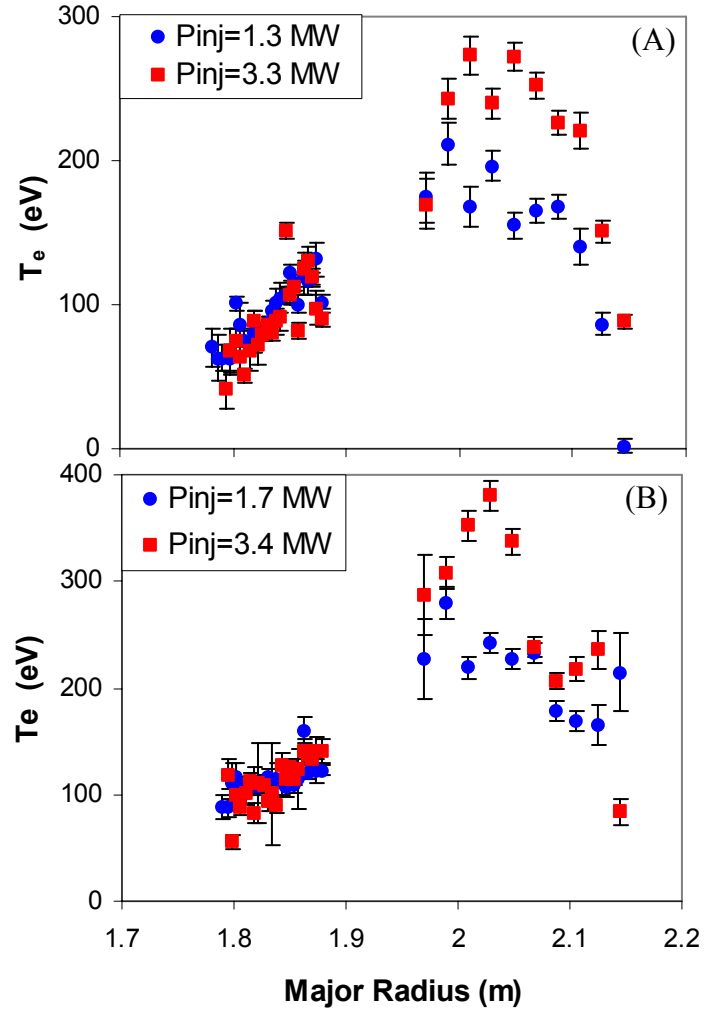 300
Pinj=1.3 MW
Pinj=3.3 MW
(A)
200
Te (eV)
100
0
400
Pinj=1.7 MW
Pinj=3.4 MW
(B)
300
Te (eV)
200
100
0
1.7
1.8
1.9
2
2.1
2.2
Major Radius (m)